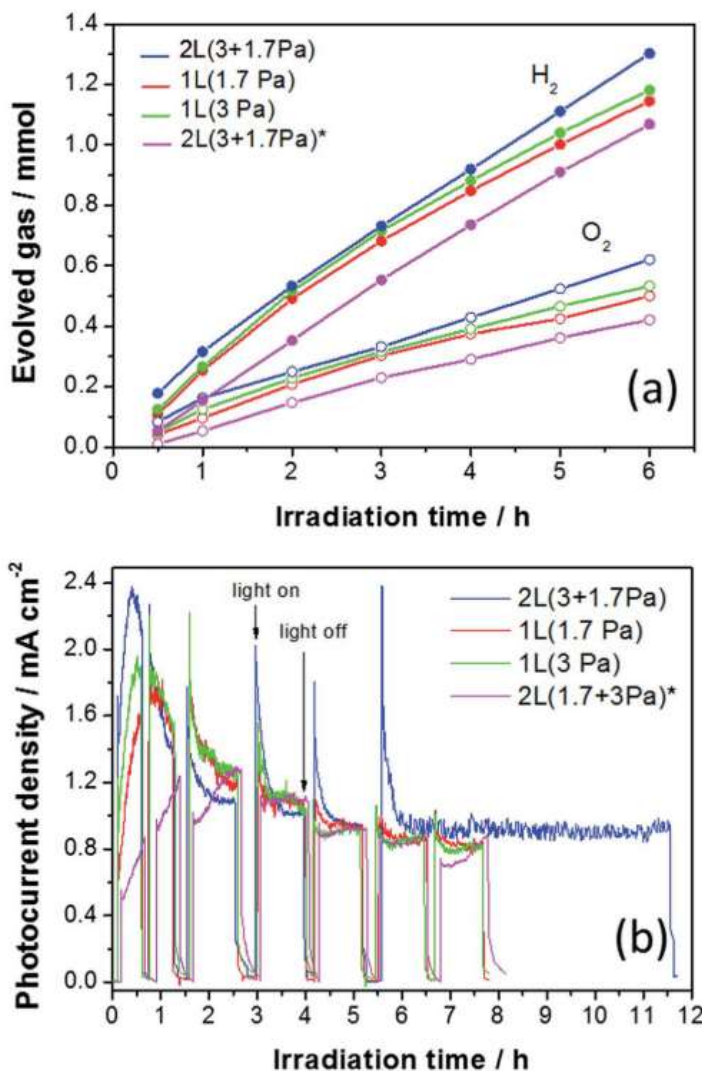 1.4
1.2
1.0
0.8
0.6
0.4
0.2
0.0
Evolved gas / mmol
2L(3+1.7Pa)
1L(1.7 Pa)
1L(3 Pa)
2L(3+1.7Pa)*
H2
O2
(a)
0 1 2 3 4 5 6
Irradiation time / h
2.4
2.0
1.6
1.2
0.8
0.4
0.0
Photocurrent density / mA cm-2
light on
light off
2L(3+1.7Pa)
1L(1.7 Pa)
1L(3 Pa)
2L(1.7+3Pa)*
(b)
0 1 2 3 4 5 6 7 8 9 10 11 12
Irradiation time / h